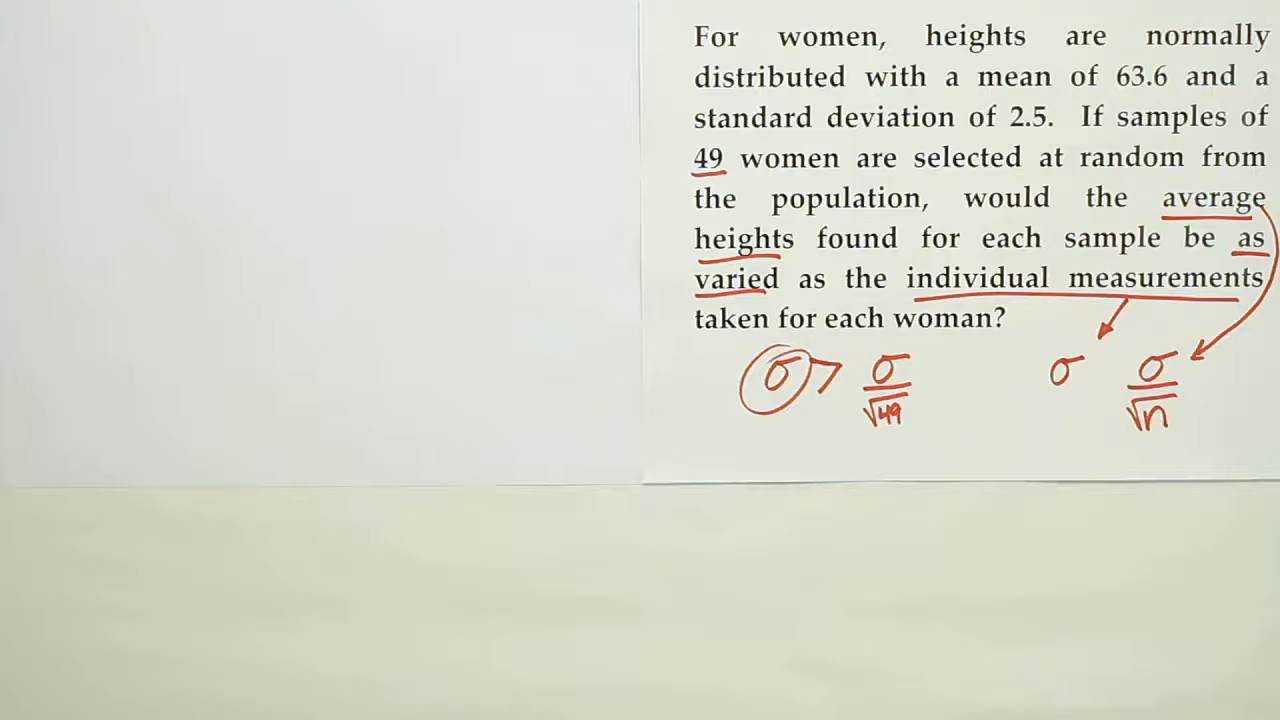 For women, heights are normally
distributed with a mean of 63.6 and a
standard deviation of 2.5. If samples of
49 women are selected at random from
the population, would the average
heights found for each sample be as
varied as the individual measurements
taken for each woman?
σ > σ/√49 σ σ/√n